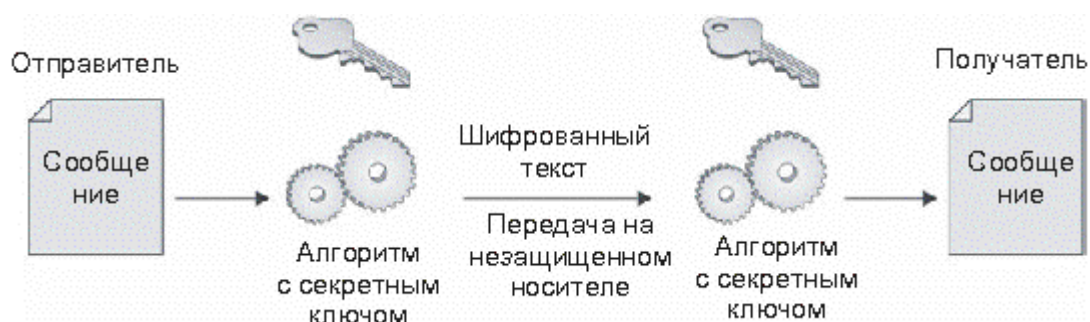 Отправитель
Сообще
ние
Алгоритм
с секретным
ключом
Шифрованный
текст
Передача на
незащищенном
носителе
Алгоритм
с секретным
ключом
Получатель
Сообще
ние